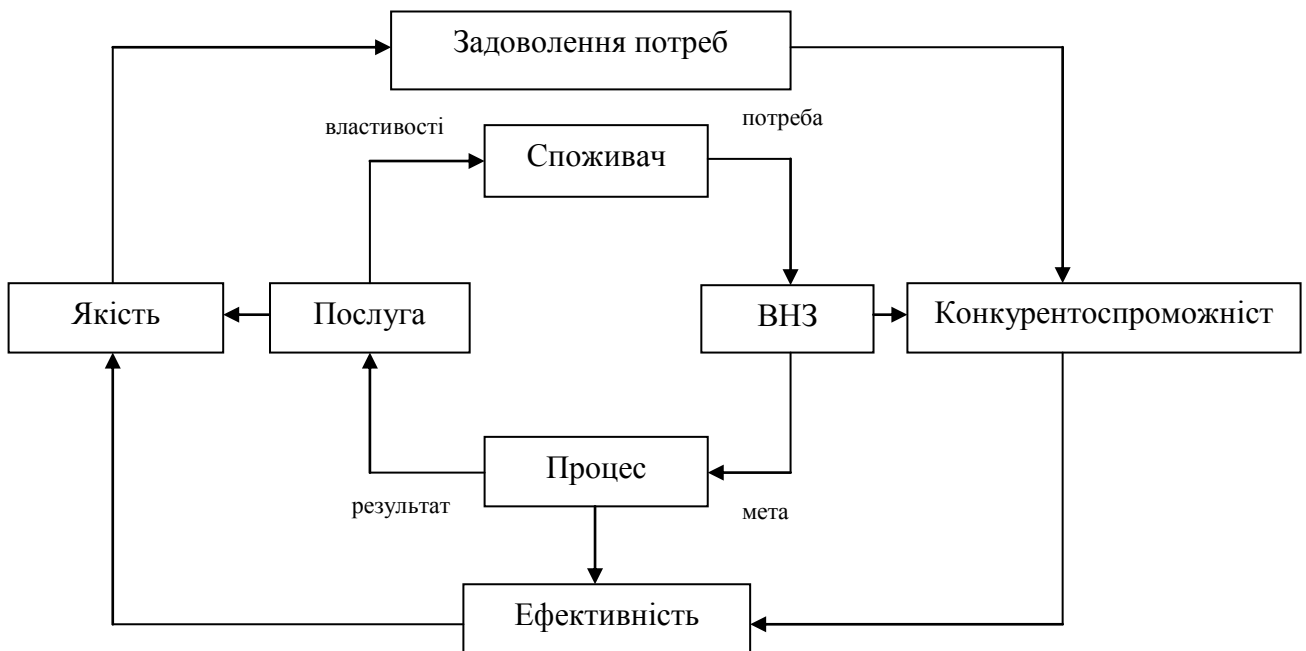 Задоволення потреб
властивості
потреба
Споживач
Якість
Послуга
ВНЗ
Конкурентоспроможніст
Процес
результат
мета
Ефективність